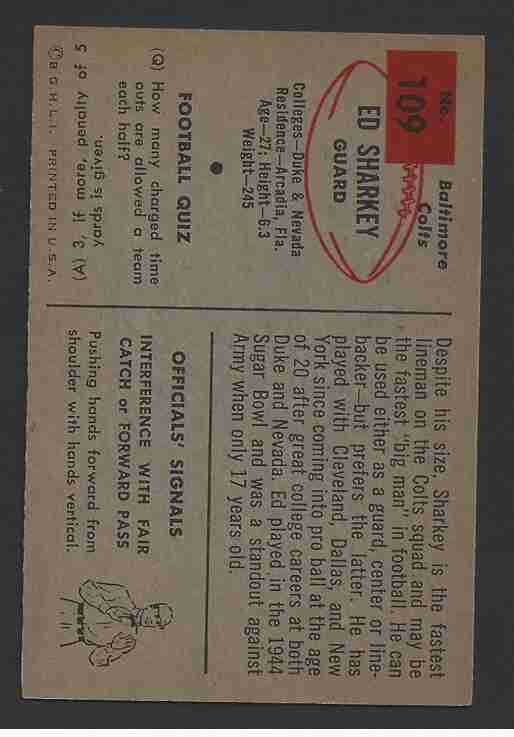 No.
109
Baltimore
Colts
ED SHARKEY
GUARD
Colleges—Duke & Nevada
Residence—Arcadia, Fla.
Age—27; Height—6.3
Weight—245
FOOTBALL QUIZ
(Q) How many charged time
outs are allowed a team
each half?
(A) 3, if more, penalty of 5
yards is given.
© B G H. L. I. PRINTED IN U. S. A.
Despite his size, Sharkey is the fastest
lineman on the Colts squad and may be
the fastest "big man" in football. He can
be used either as a guard, center or line-
backer—but prefers the latter. He has
played with Cleveland, Dallas, and New
York since coming into pro ball at the age
of 20 after great college careers at both
Duke and Nevada. Ed played in the 1944
Sugar Bowl and was a standout against
Army when only 17 years old.
OFFICIALS' SIGNALS
INTERFERENCE WITH FAIR
CATCH or FORWARD PASS
Pushing hands forward from
shoulder with hands vertical.